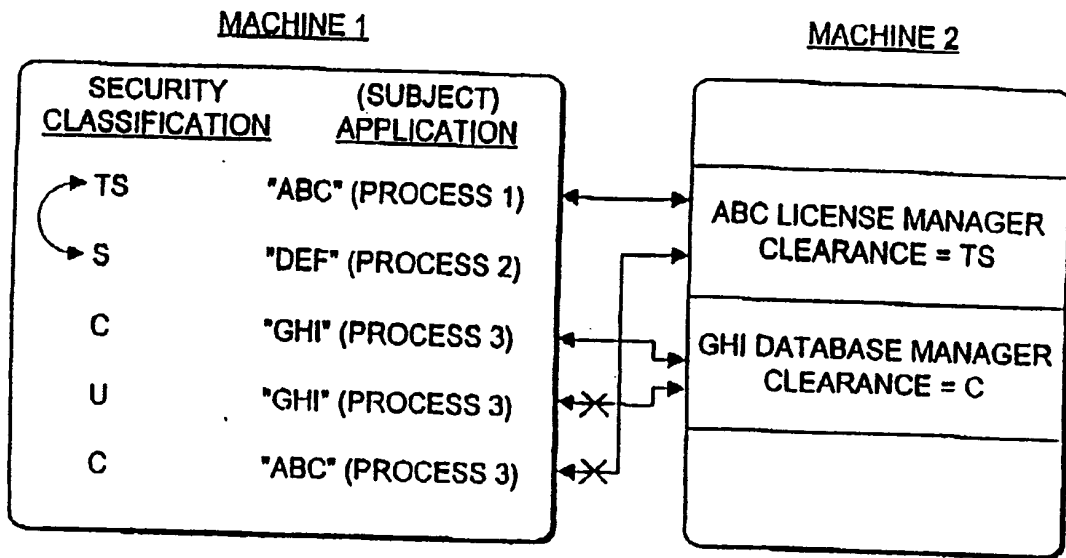 MACHINE 1
MACHINE 2
SECURITY CLASSIFICATION
(SUBJECT) APPLICATION
TS "ABC" (PROCESS 1)
S "DEF" (PROCESS 2)
C "GHI" (PROCESS 3)
U "GHI" (PROCESS 3)
C "ABC" (PROCESS 3)
ABC LICENSE MANAGER
CLEARANCE = TS
GHI DATABASE MANAGER
CLEARANCE = C